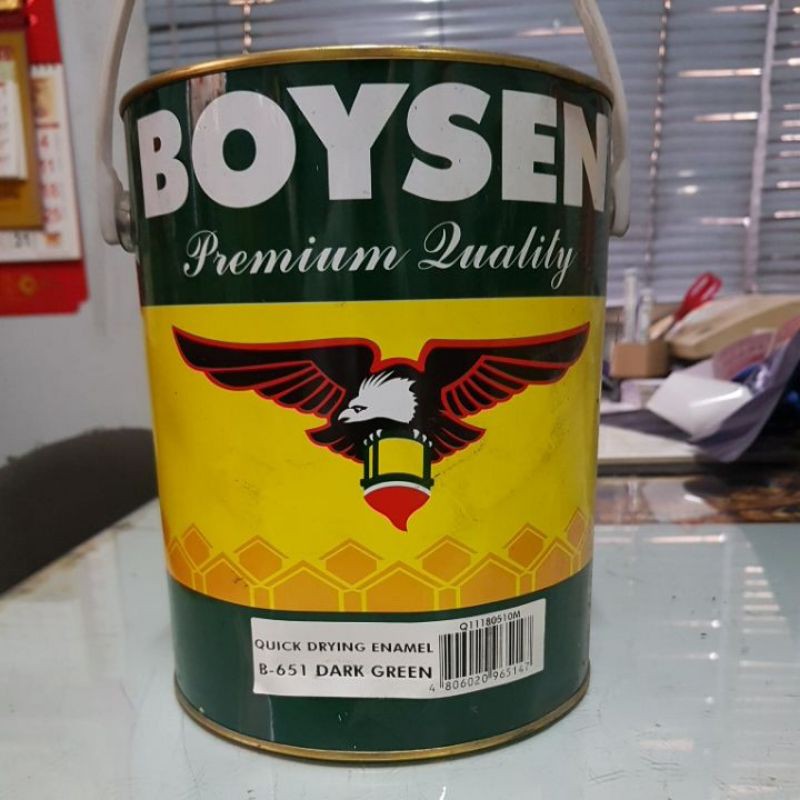 BOYSEN
Premium Quality
Q11180510M
QUICK DRYING ENAMEL
B-651 DARK GREEN
4 806020 965147